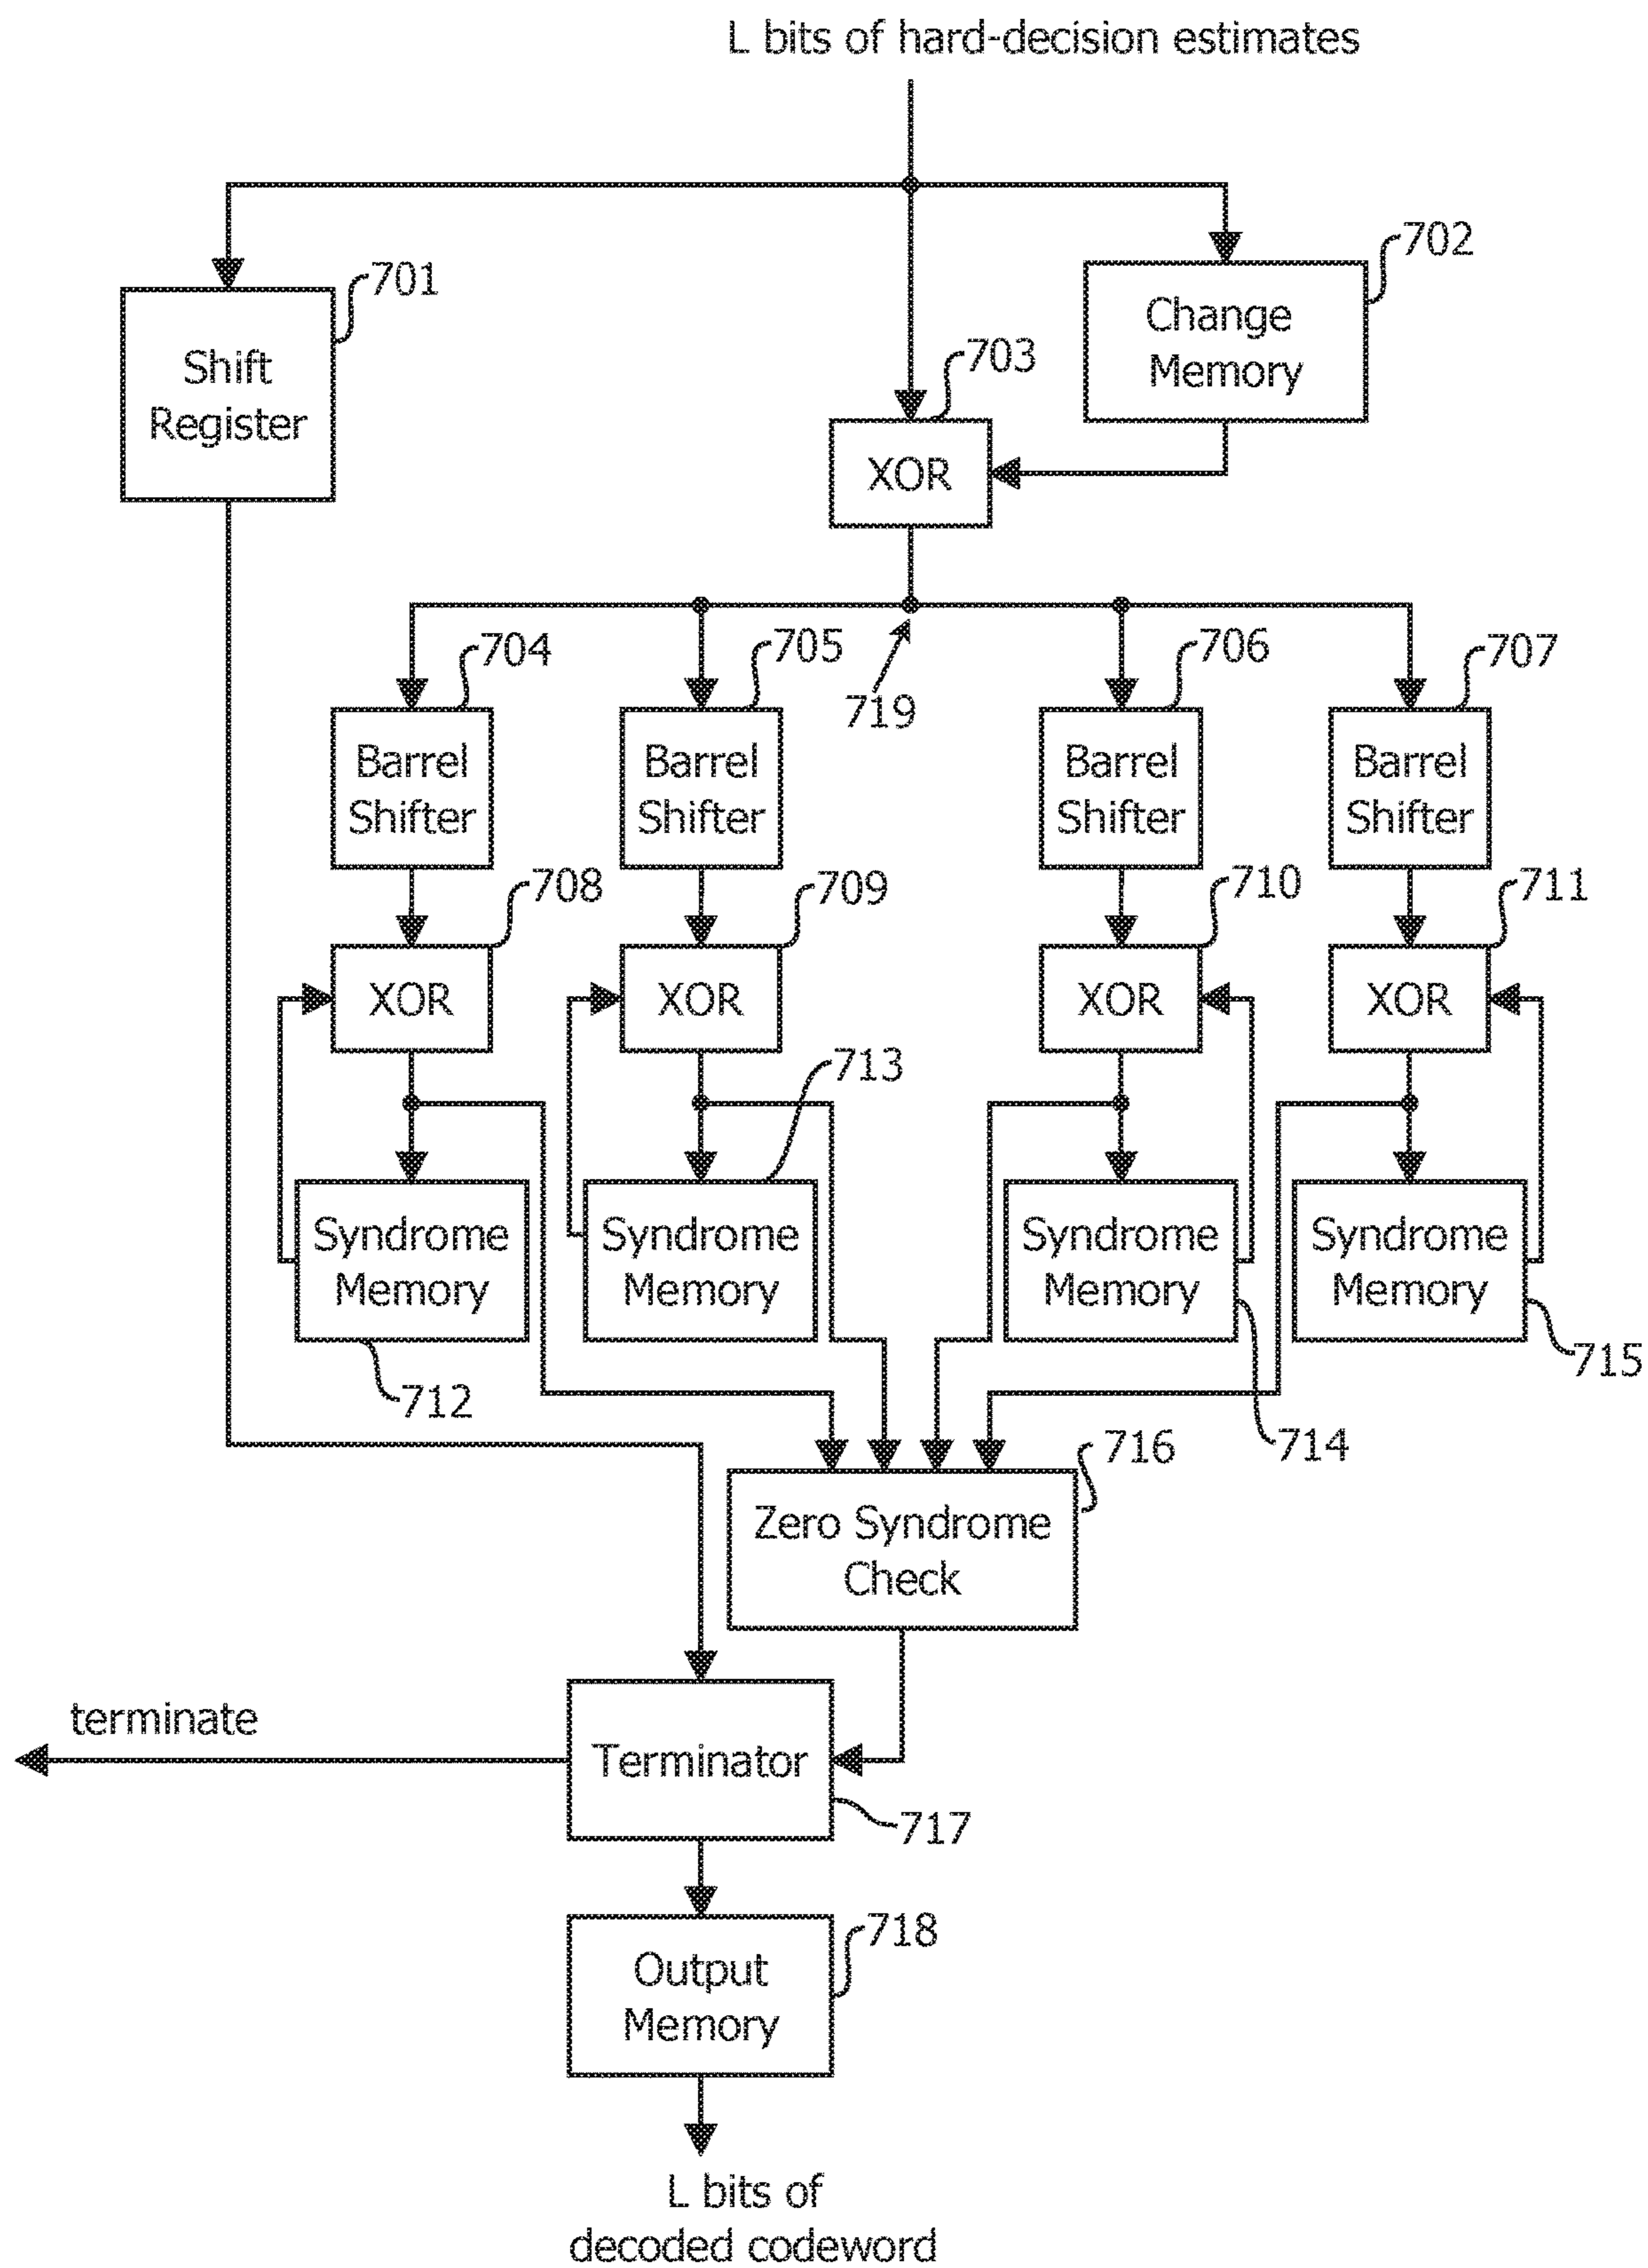 L bits of hard-decision estimates
701
702
Shift
Register
Change
Memory
703
XOR
704
705
706
707
719
Barrel
Shifter
Barrel
Shifter
Barrel
Shifter
Barrel
Shifter
708
709
710
711
XOR
XOR
XOR
XOR
713
Syndrome
Memory
Syndrome
Memory
Syndrome
Memory
Syndrome
Memory
712
714
715
716
Zero Syndrome
Check
terminate
Terminator
717
718
Output
Memory
L bits of
decoded codeword